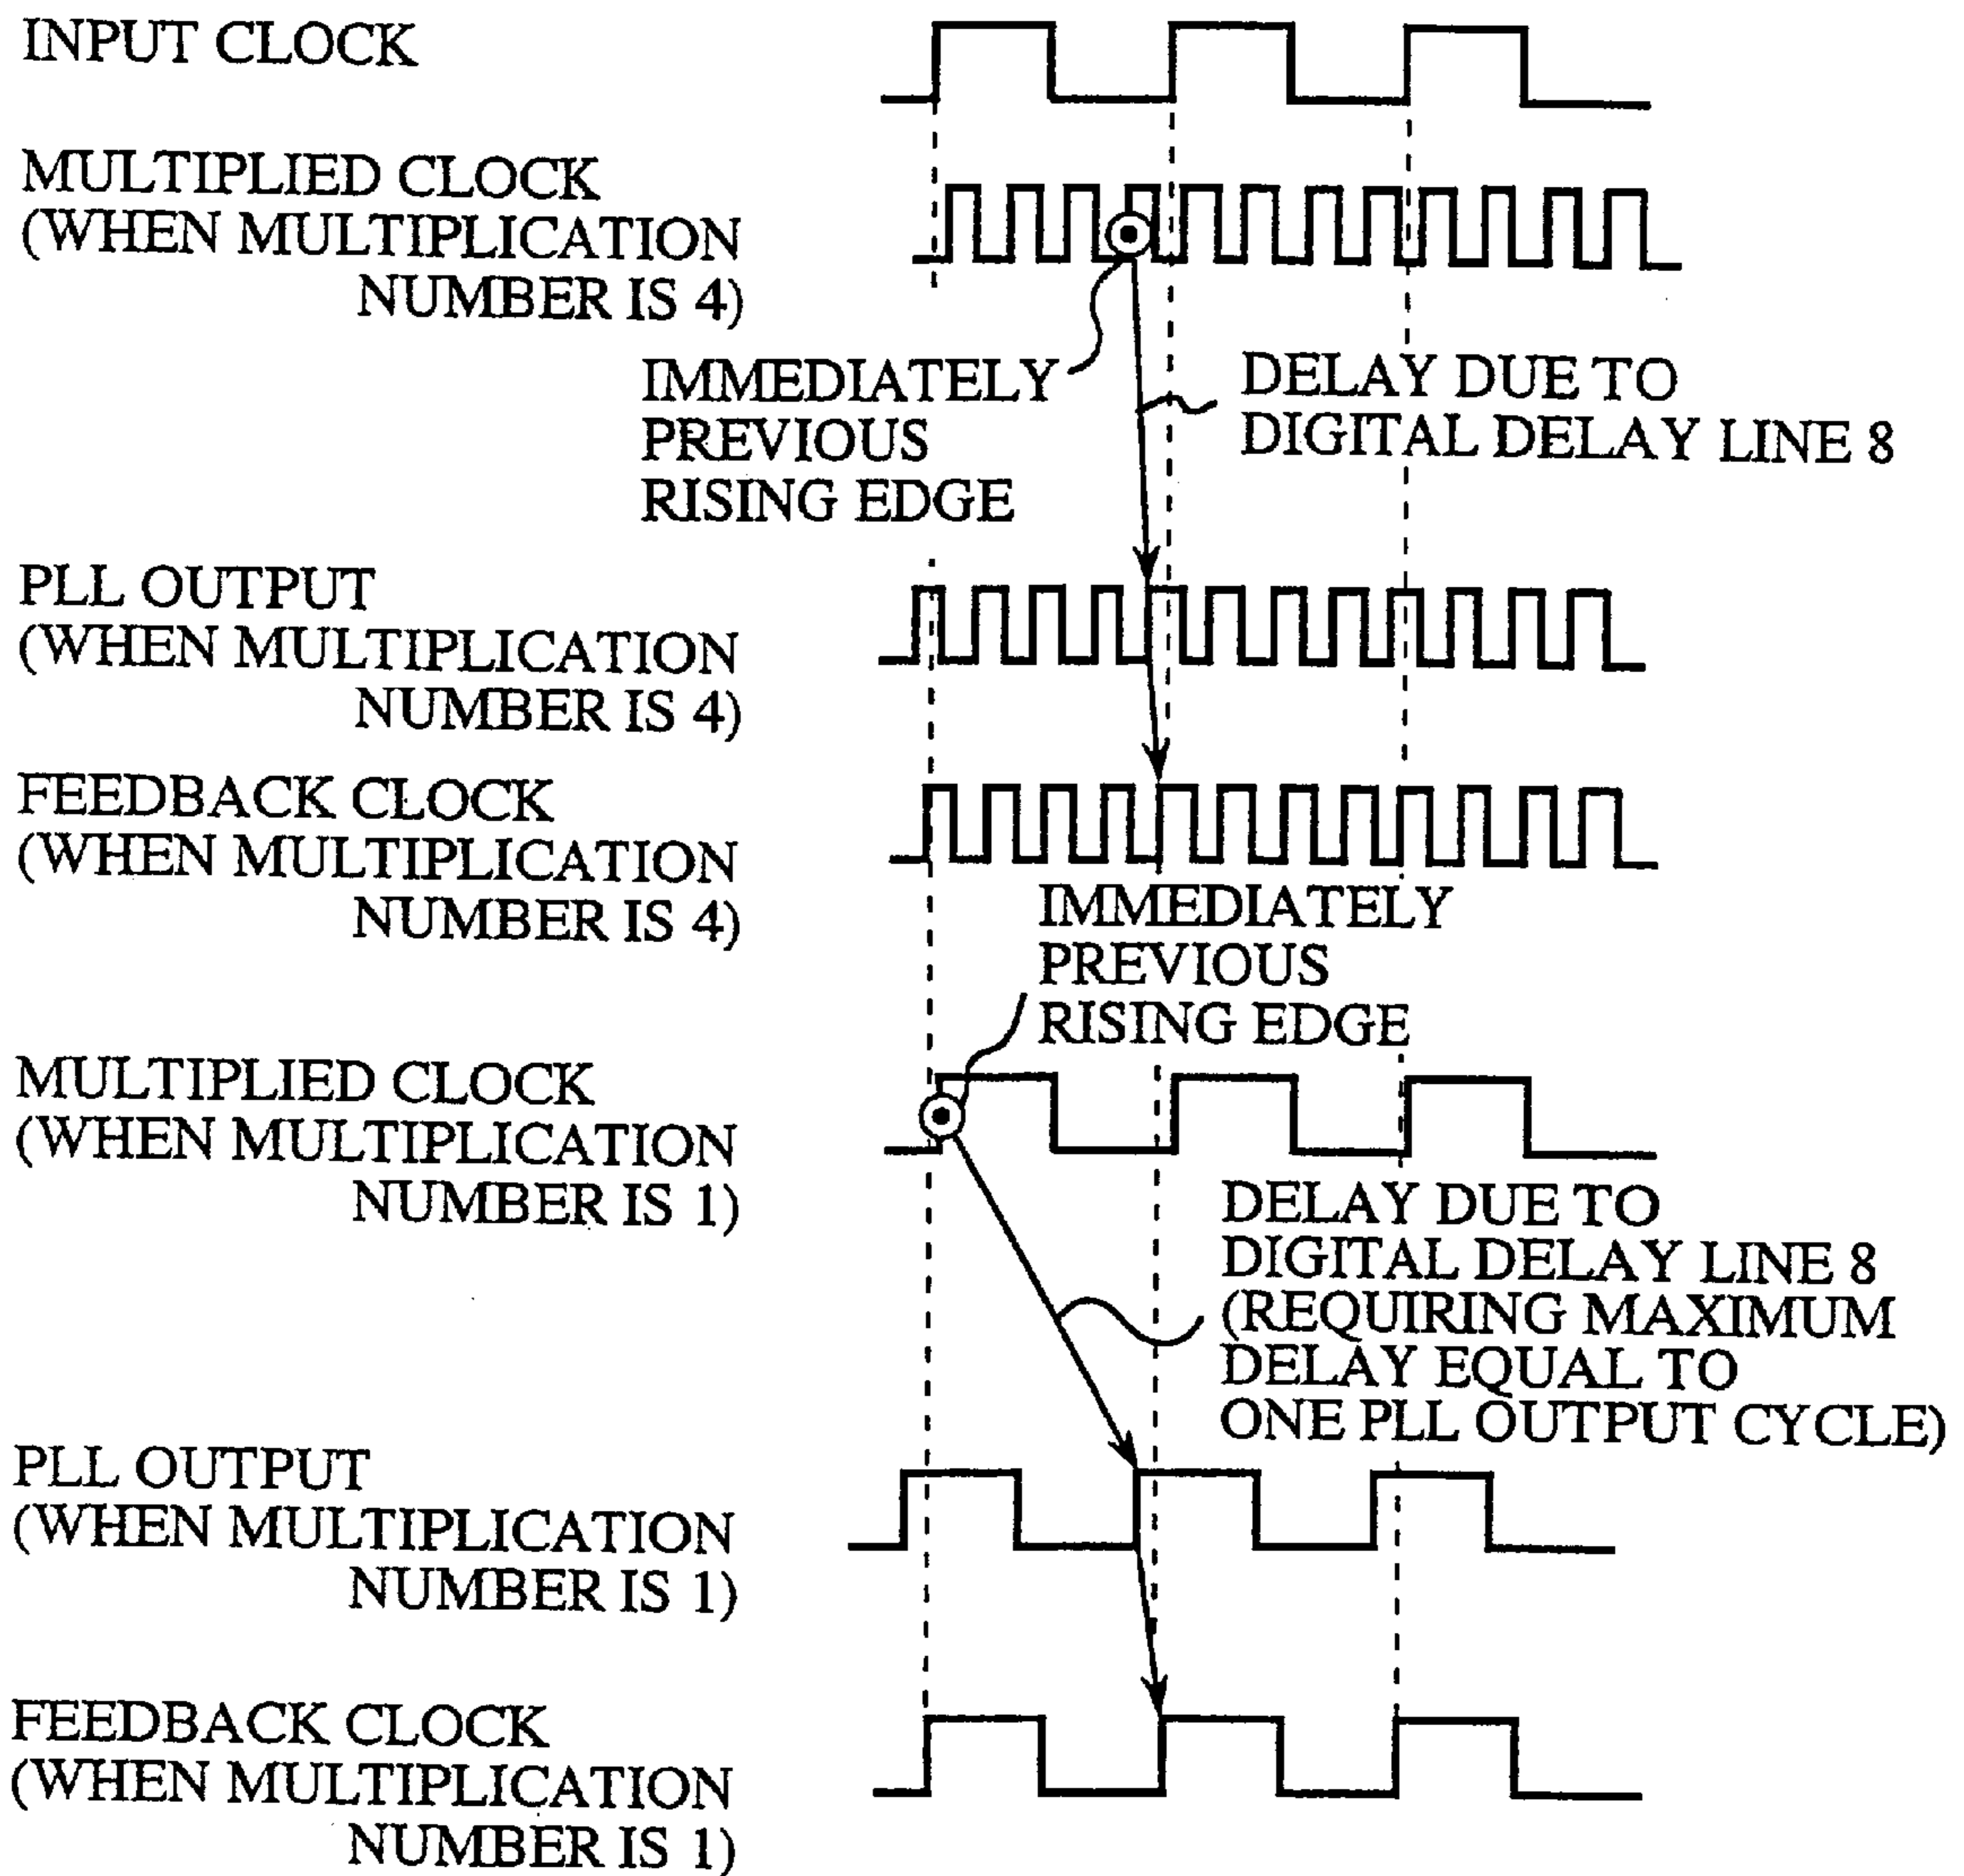 INPUT CLOCK
MULTIPLIED CLOCK
(WHEN MULTIPLICATION
NUMBER IS 4)
IMMEDIATELY
PREVIOUS
RISING EDGE
DELAY DUE TO
DIGITAL DELAY LINE 8
PLL OUTPUT
(WHEN MULTIPLICATION
NUMBER IS 4)
FEEDBACK CLOCK
(WHEN MULTIPLICATION
NUMBER IS 4)
IMMEDIATELY
PREVIOUS
RISING EDGE
MULTIPLIED CLOCK
(WHEN MULTIPLICATION
NUMBER IS 1)
DELAY DUE TO
DIGITAL DELAY LINE 8
(REQUIRING MAXIMUM
DELAY EQUAL TO
ONE PLL OUTPUT CYCLE)
PLL OUTPUT
(WHEN MULTIPLICATION
NUMBER IS 1)
FEEDBACK CLOCK
(WHEN MULTIPLICATION
NUMBER IS 1)